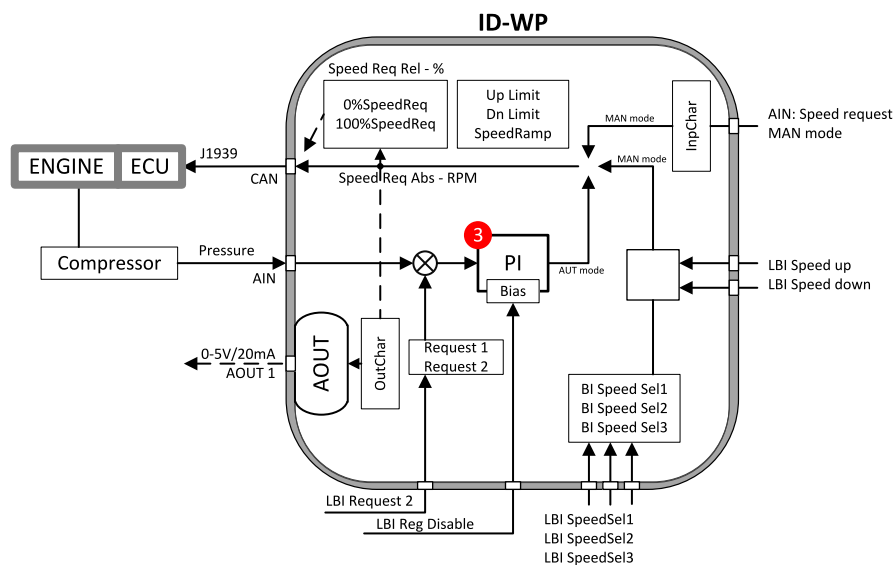 ID-WP
Speed Req Rel - %
0%SpeedReq
100%SpeedReq
Up Limit
Dn Limit
SpeedRamp
MAN mode
InpChar
AIN: Speed request
MAN mode
J1939
ENGINE
ECU
CAN
Speed Req Abs - RPM
MAN mode
3
Pressure
Compressor
AIN
PI
Bias
AUT mode
LBI Speed up
LBI Speed down
0-5V/20mA
AOUT 1
AOUT
OutChar
Request 1
Request 2
BI Speed Sel1
BI Speed Sel2
BI Speed Sel3
LBI Request 2
LBI Reg Disable
LBI SpeedSel1
LBI SpeedSel2
LBI SpeedSel3